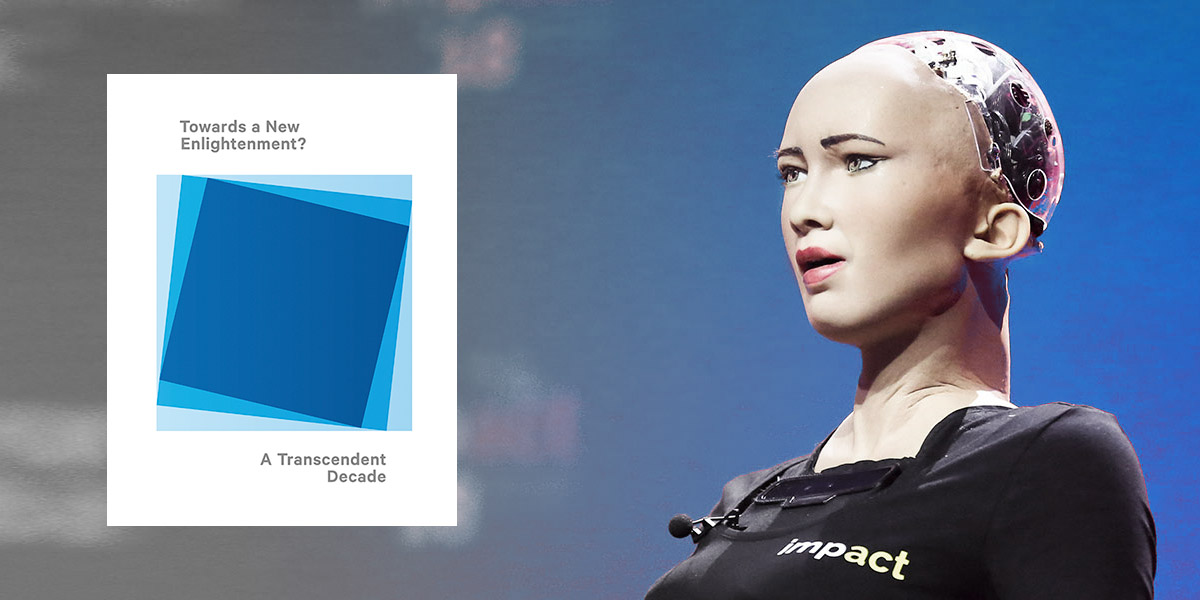 Towards a New
Enlightenment?
A Transcendent
Decade
impact